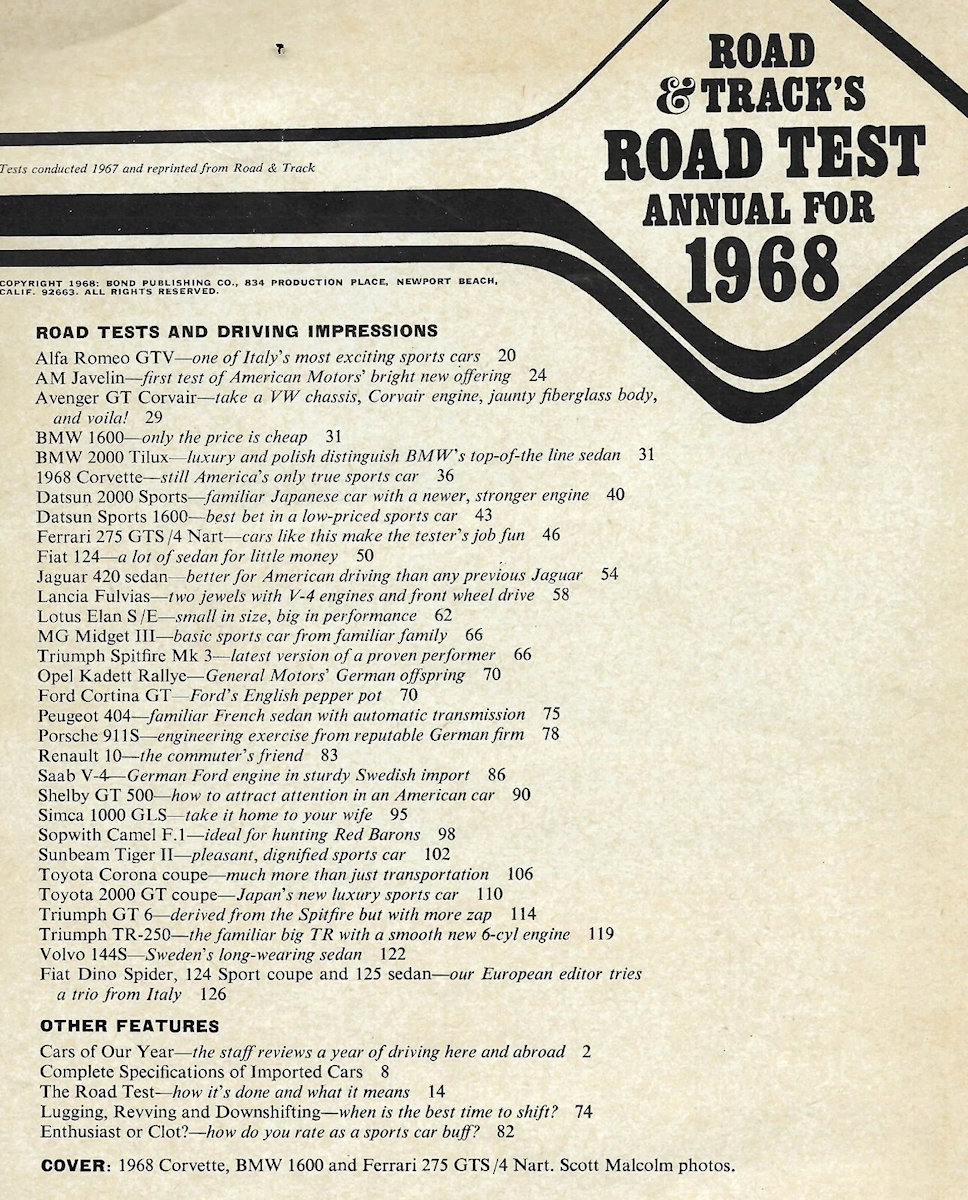 ROAD
& TRACK'S
ROAD TEST
ANNUAL FOR
1968
Tests conducted 1967 and reprinted from Road & Track
COPYRIGHT 1968: BOND PUBLISHING CO., 834 PRODUCTION PLACE, NEWPORT BEACH,
CALIF. 92663. ALL RIGHTS RESERVED.
ROAD TESTS AND DRIVING IMPRESSIONS
Alfa Romeo GTV—one of Italy's most exciting sports cars 20
AM Javelin—first test of American Motors' bright new offering 24
Avenger GT Corvair—take a VW chassis, Corvair engine, jaunty fiberglass body,
and voila! 29
BMW 1600—only the price is cheap 31
BMW 2000 Tilux—luxury and polish distinguish BMW's top-of-the line sedan 31
1968 Corvette—still America's only true sports car 36
Datsun 2000 Sports—familiar Japanese car with a newer, stronger engine 40
Datsun Sports 1600—best bet in a low-priced sports car 43
Ferrari 275 GTS/4 Nart—cars like this make the tester's job fun 46
Fiat 124—a lot of sedan for little money 50
Jaguar 420 sedan—better for American driving than any previous Jaguar 54
Lancia Fulvias—two jewels with V-4 engines and front wheel drive 58
Lotus Elan S/E—small in size, big in performance 62
MG Midget III—basic sports car from familiar family 66
Triumph Spitfire Mk 3—latest version of a proven performer 66
Opel Kadett Rallye—General Motors' German offspring 70
Ford Cortina GT—Ford's English pepper pot 70
Peugeot 404—familiar French sedan with automatic transmission 75
Porsche 911S—engineering exercise from reputable German firm 78
Renault 10—the commuter's friend 83
Saab V-4—German Ford engine in sturdy Swedish import 86
Shelby GT 500—how to attract attention in an American car 90
Simca 1000 GLS—take it home to your wife 95
Sopwith Camel F.1—ideal for hunting Red Barons 98
Sunbeam Tiger II—pleasant, dignified sports car 102
Toyota Corona coupe—much more than just transportation 106
Toyota 2000 GT coupe—Japan's new luxury sports car 110
Triumph GT 6—derived from the Spitfire but with more zap 114
Triumph TR-250—the familiar big TR with a smooth new 6-cyl engine 119
Volvo 144S—Sweden's long-wearing sedan 122
Fiat Dino Spider, 124 Sport coupe and 125 sedan—our European editor tries
a trio from Italy 126
OTHER FEATURES
Cars of Our Year—the staff reviews a year of driving here and abroad 2
Complete Specifications of Imported Cars 8
The Road Test—how it's done and what it means 14
Lugging, Revving and Downshifting—when is the best time to shift? 74
Enthusiast or Clot?—how do you rate as a sports car buff? 82
COVER: 1968 Corvette, BMW 1600 and Ferrari 275 GTS/4 Nart. Scott Malcolm photos.